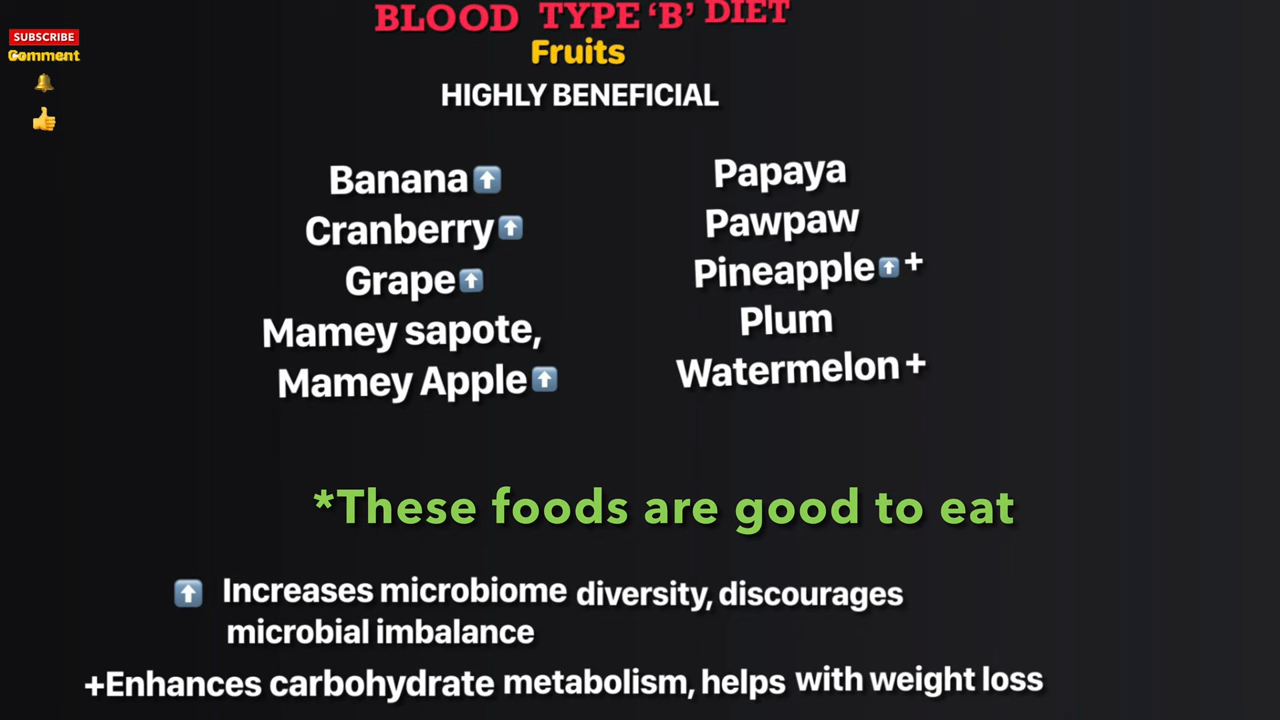 BLOOD TYPE ‘B’ DIET
Fruits
HIGHLY BENEFICIAL
SUBSCRIBE
Comment
Banana⬆️
Cranberry⬆️
Grape⬆️
Mamey sapote,
Mamey Apple⬆️
Papaya
Pawpaw
Pineapple⬆️+
Plum
Watermelon+
*These foods are good to eat
⬆️ Increases microbiome diversity, discourages
microbial imbalance
+Enhances carbohydrate metabolism, helps with weight loss